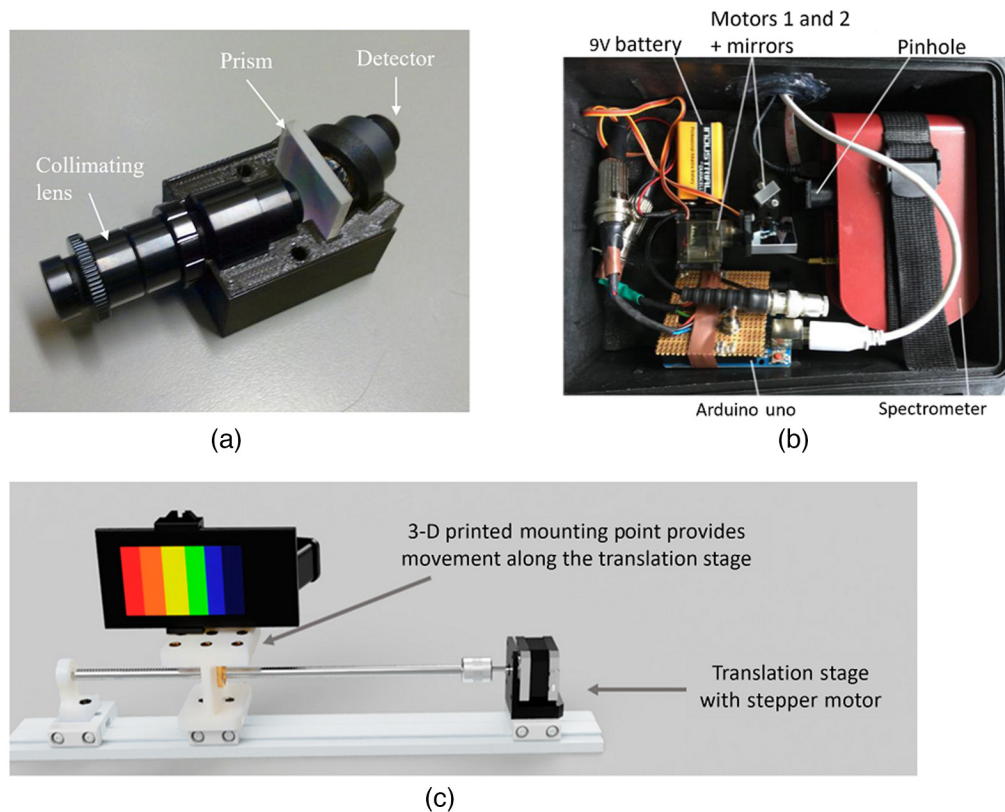 Prism
Detector
Collimating
lens
(a)
Motors 1 and 2
+ mirrors
9V battery
Pinhole
INDUSTRIAL
Arduino uno
Spectrometer
(b)
3-D printed mounting point provides
movement along the translation stage
Translation stage
with stepper motor
(c)